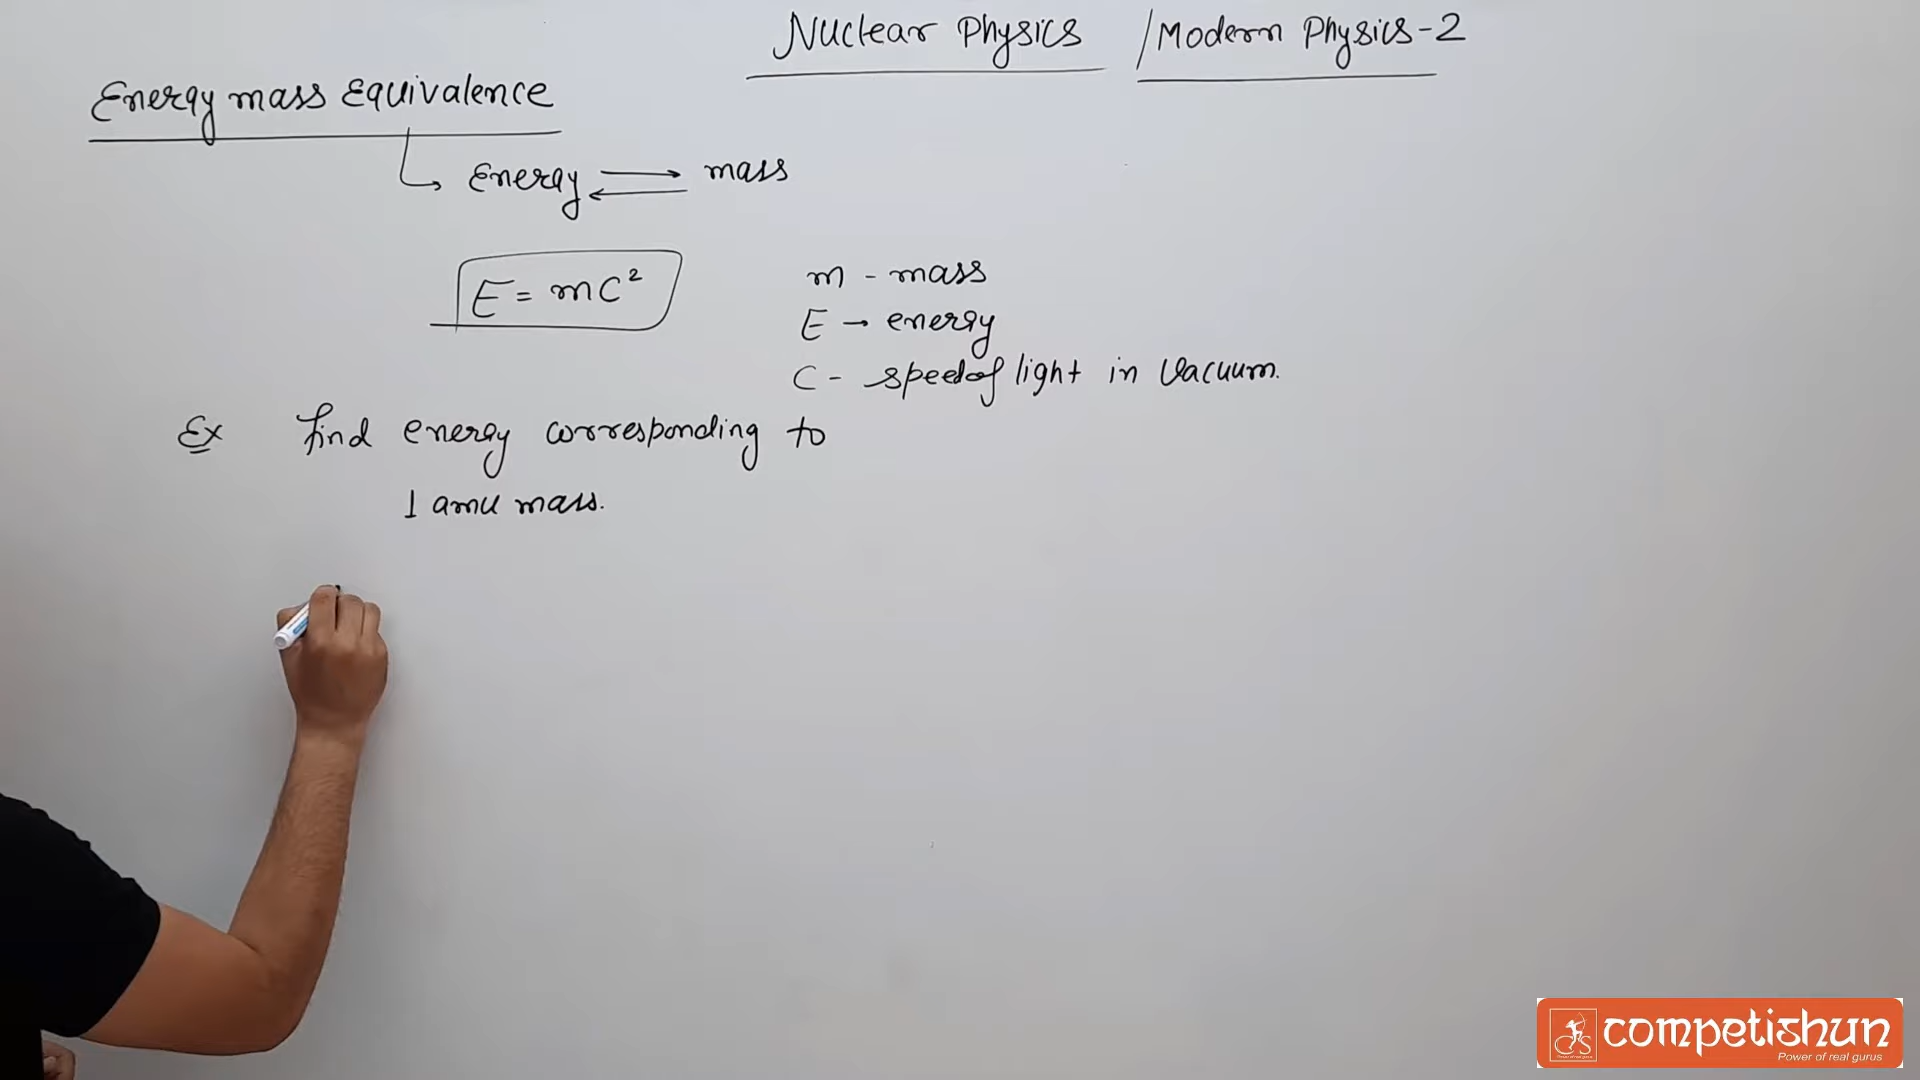 Nuclear Physics / Modern Physics-2
Energy mass Equivalence
Energy ⇌ mass
E = mC²
m - mass
E → energy
C - speed of light in Vacuum.
Ex find energy corresponding to
1 amu mass.
competishun
Power of real gurus